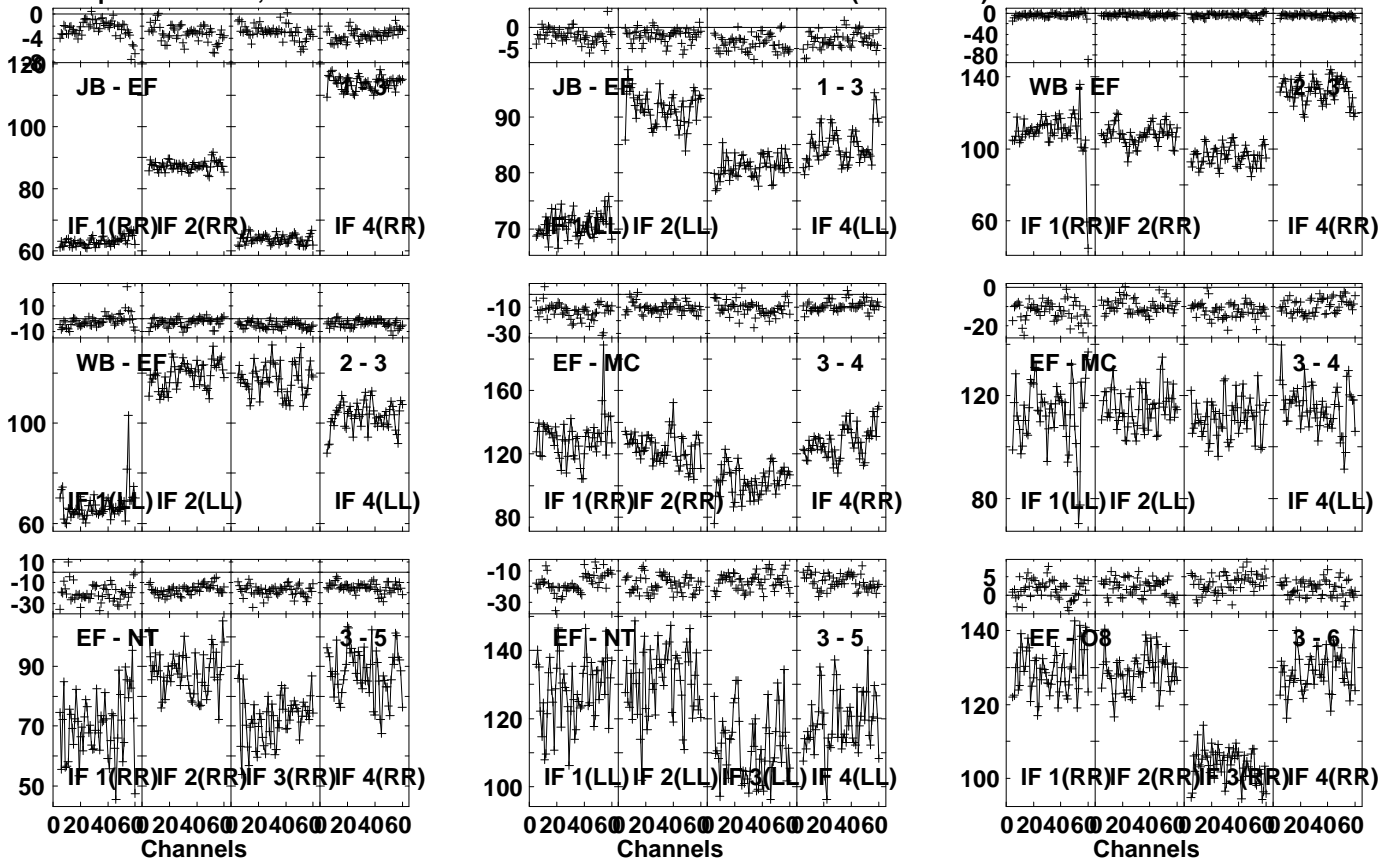 0
-4
-8
120
100
80
60
JB - EF
1 - 3
IF 1(RR)
IF 2(RR)
IF 4(RR)
0
-5
90
80
70
JB - EF
1 - 3
IF 1(LL)
IF 2(LL)
IF 4(LL)
0
-40
-80
140
100
60
WB - EF
2 - 3
IF 1(RR)
IF 2(RR)
IF 4(RR)
10
-10
100
60
WB - EF
2 - 3
IF 1(LL)
IF 2(LL)
IF 4(LL)
-10
-30
160
120
80
EF - MC
3 - 4
IF 1(RR)
IF 2(RR)
IF 4(RR)
0
-20
120
80
EF - MC
3 - 4
IF 1(LL)
IF 2(LL)
IF 4(LL)
10
-10
-30
90
70
50
EF - NT
3 - 5
IF 1(RR)
IF 2(RR)
IF 3(RR)
IF 4(RR)
0 20 40 60 0 20 40 60 0 20 40 60 0 20 40 60
Channels
-10
-30
140
120
100
EF - NT
3 - 5
IF 1(LL)
IF 2(LL)
IF 3(LL)
IF 4(LL)
0 20 40 60 0 20 40 60 0 20 40 60 0 20 40 60
Channels
5
0
140
120
100
EF - O8
3 - 6
IF 1(RR)
IF 2(RR)
IF 3(RR)
IF 4(RR)
0 20 40 60 0 20 40 60 0 20 40 60 0 20 40 60
Channels